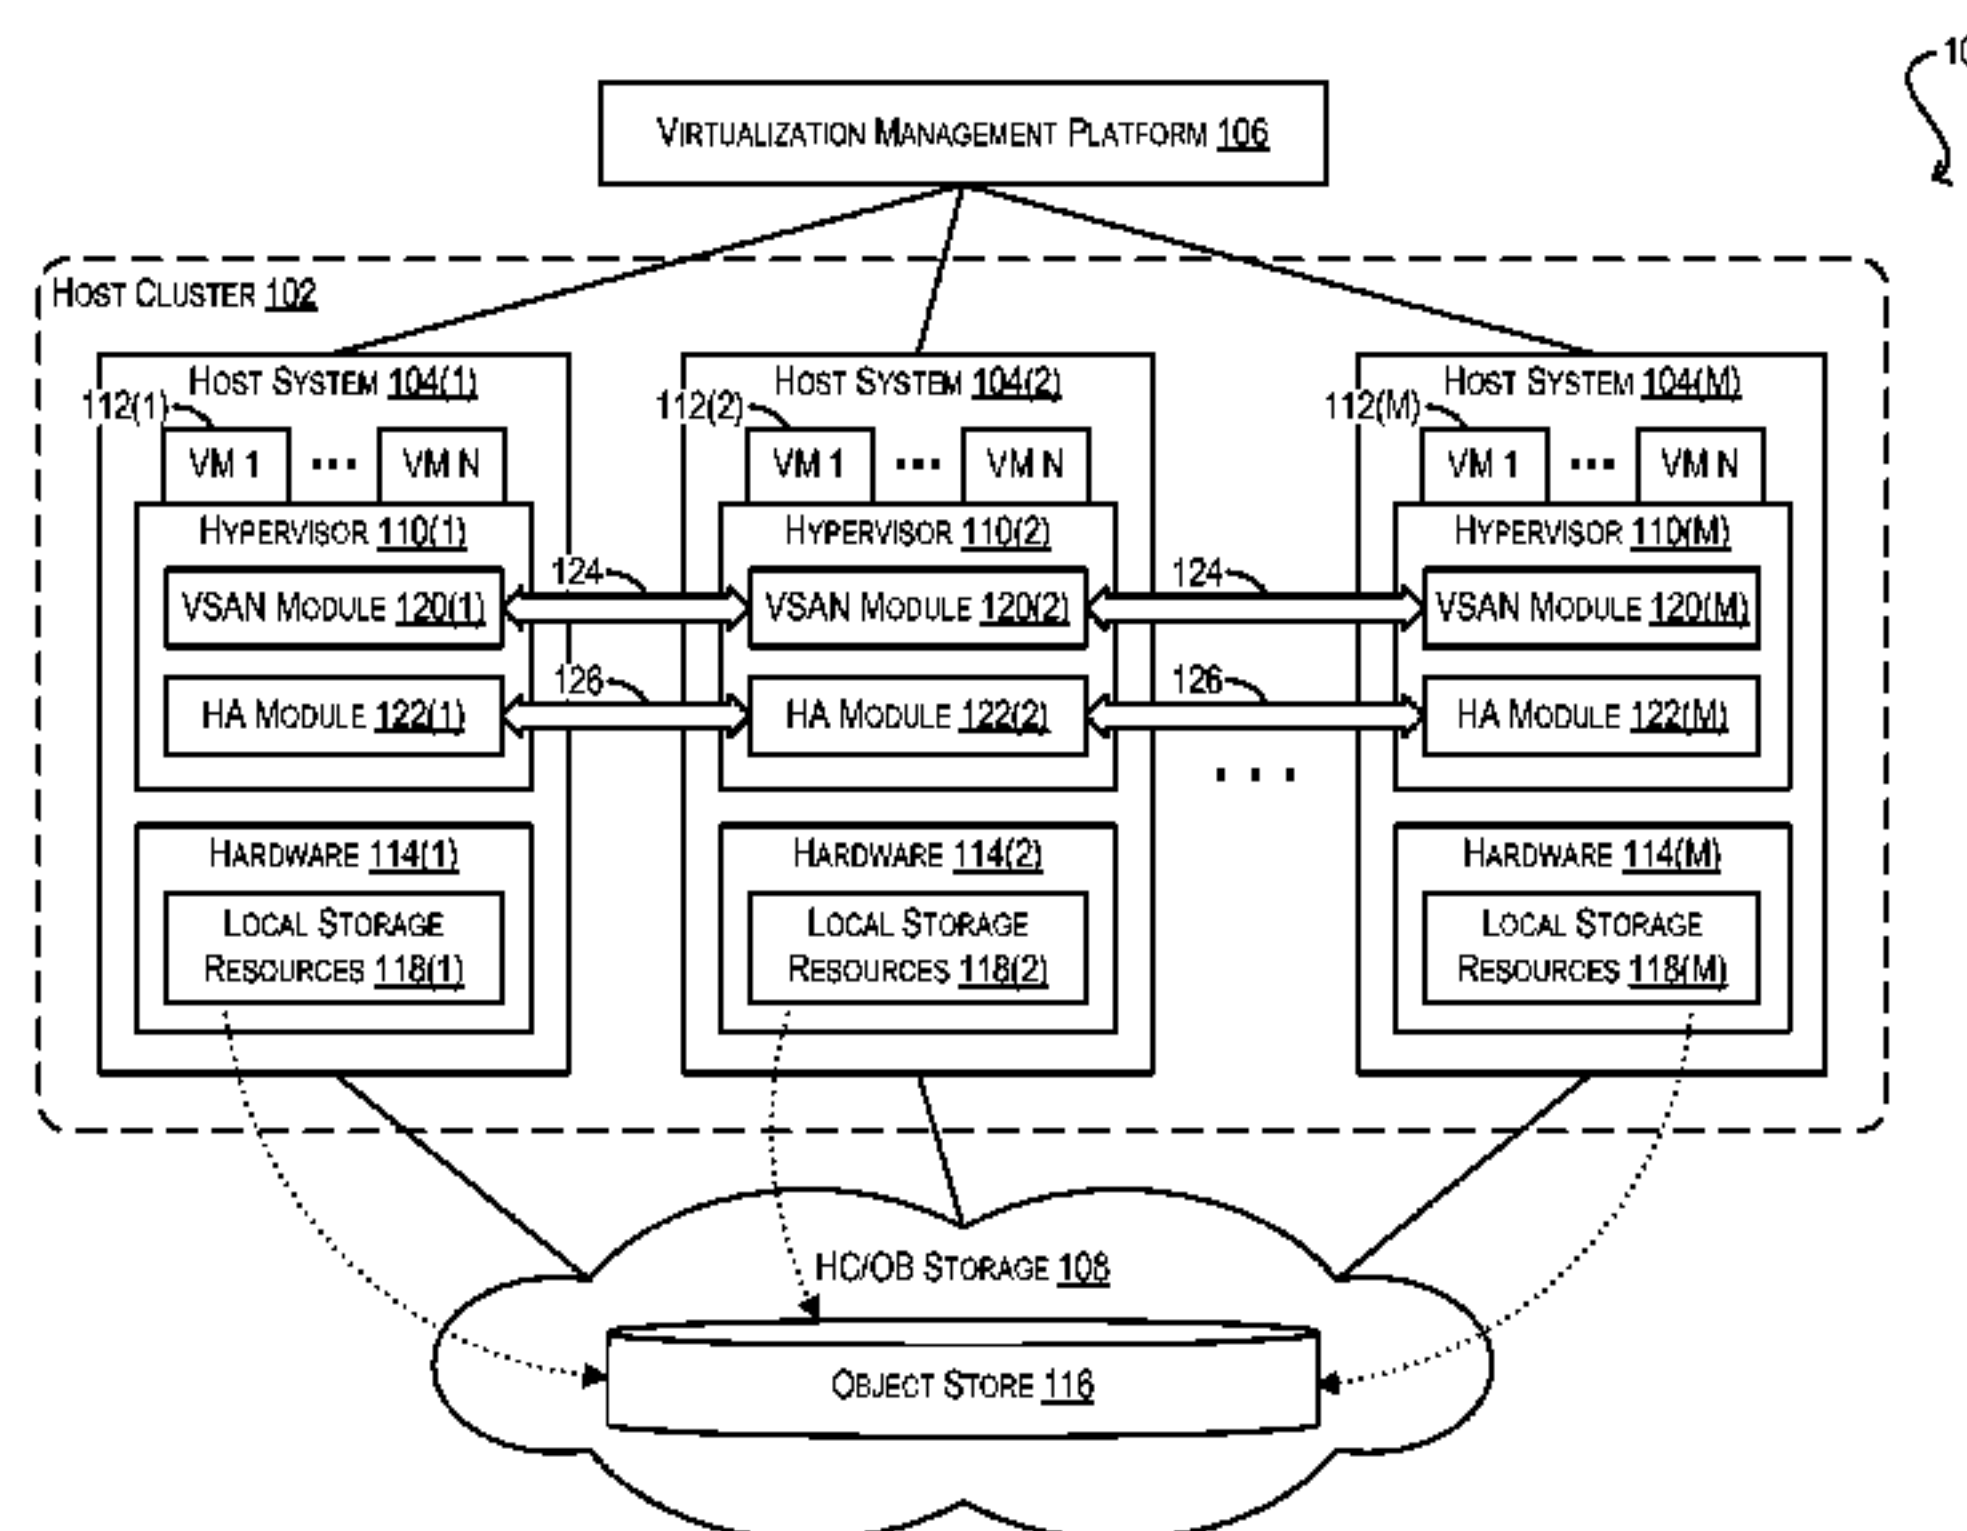 10
VIRTUALIZATION MANAGEMENT PLATFORM 106
HOST CLUSTER 102
HOST SYSTEM 104(1)
112(1)
VM 1 ••• VM N
HYPERVISOR 110(1)
VSAN MODULE 120(1)
HA MODULE 122(1)
HARDWARE 114(1)
LOCAL STORAGE
RESOURCES 118(1)
124
126
HOST SYSTEM 104(2)
112(2)
VM 1 ••• VM N
HYPERVISOR 110(2)
VSAN MODULE 120(2)
HA MODULE 122(2)
HARDWARE 114(2)
LOCAL STORAGE
RESOURCES 118(2)
124
126
. . .
HOST SYSTEM 104(M)
112(M)
VM 1 ••• VM N
HYPERVISOR 110(M)
VSAN MODULE 120(M)
HA MODULE 122(M)
HARDWARE 114(M)
LOCAL STORAGE
RESOURCES 118(M)
HC/OB STORAGE 108
OBJECT STORE 116